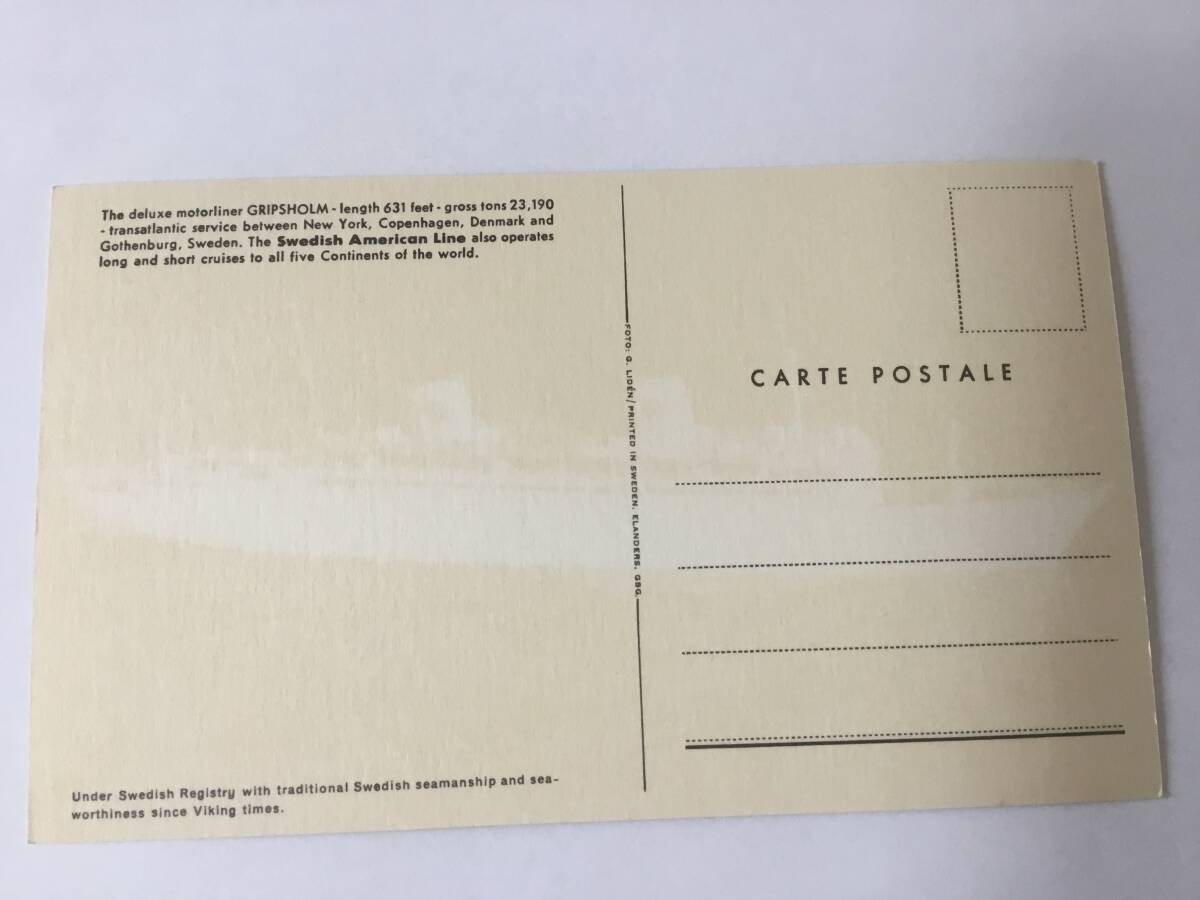 The deluxe motorliner GRIPSHOLM - length 631 feet - gross tons 23,190
- transatlantic service between New York, Copenhagen, Denmark and
Gothenburg, Sweden. The Swedish American Line also operates
long and short cruises to all five Continents of the world.
Under Swedish Registry with traditional Swedish seamanship and sea-
worthiness since Viking times.
FOTO: G. LIDÉN/PRINTED IN SWEDEN, ELANDERS, GBG.
CARTE POSTALE